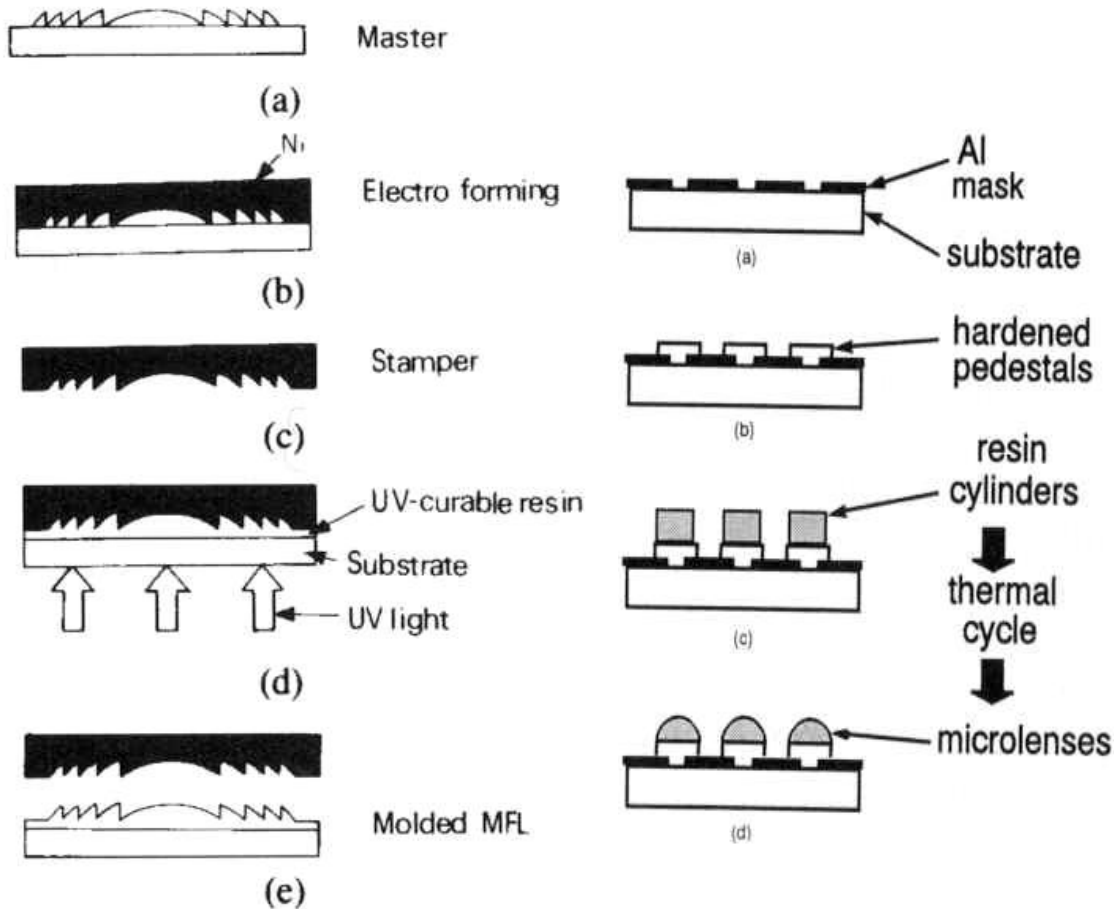 Master
(a)
Ni
Electro forming
(b)
Stamper
(c)
UV-curable resin
Substrate
UV light
(d)
Molded MFL
(e)
Al
mask
substrate
(a)
hardened
pedestals
(b)
resin
cylinders
thermal
cycle
(c)
microlenses
(d)